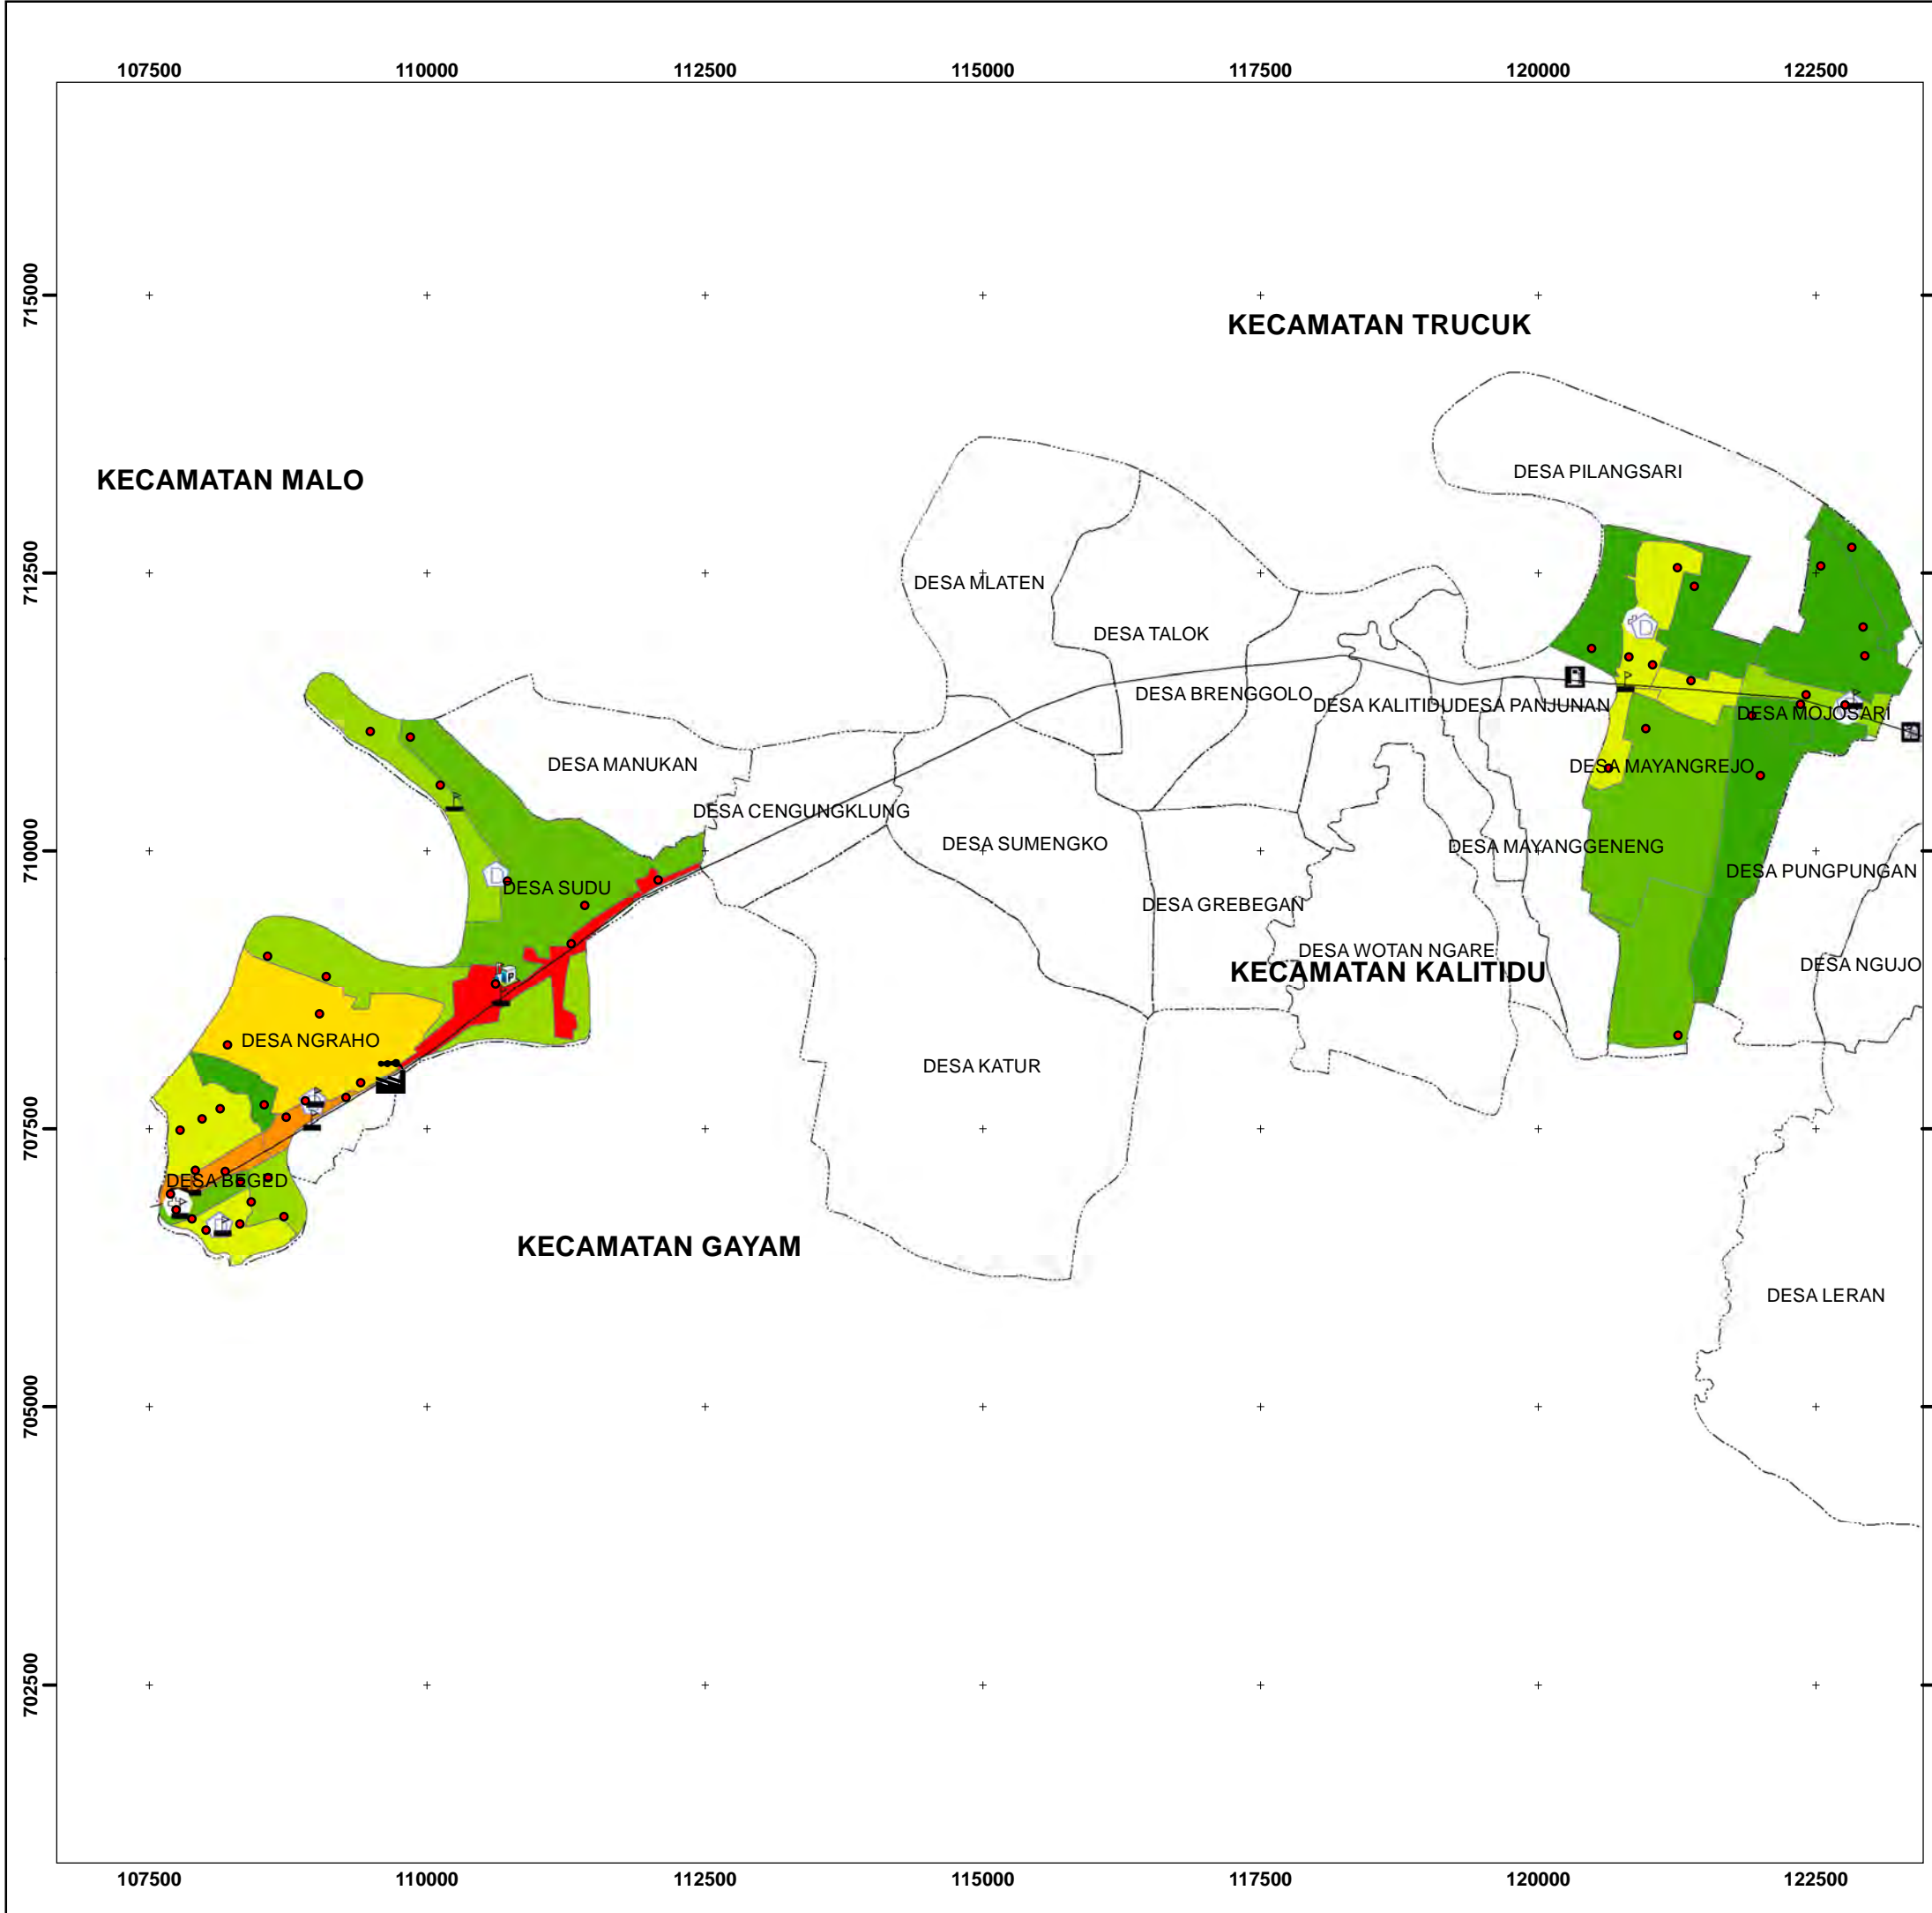 107500 110000 112500 115000 117500 120000 122500
715000
KECAMATAN TRUCUK
KECAMATAN MALO
DESA PILANGSARI
712500
DESA MLATEN
DESA TALOK
DESA BRENGGOLO
DESA KALITIDU
DESA PANJUNAN
DESA MOJOSARI
DESA MANUKAN
DESA MAYANGREJO
DESA CENGUNGKLUNG
710000
DESA SUMENGKO
DESA MAYANGGENENG
DESA PUNGPUNGAN
DESA SUDU
DESA GREBEGAN
DESA WOTAN NGARE
KECAMATAN KALITIDU
DESA NGUJO
DESA NGRAHO
DESA KATUR
707500
DESA BEGED
KECAMATAN GAYAM
DESA LERAN
705000
702500
107500 110000 112500 115000 117500 120000 122500
D
D
P